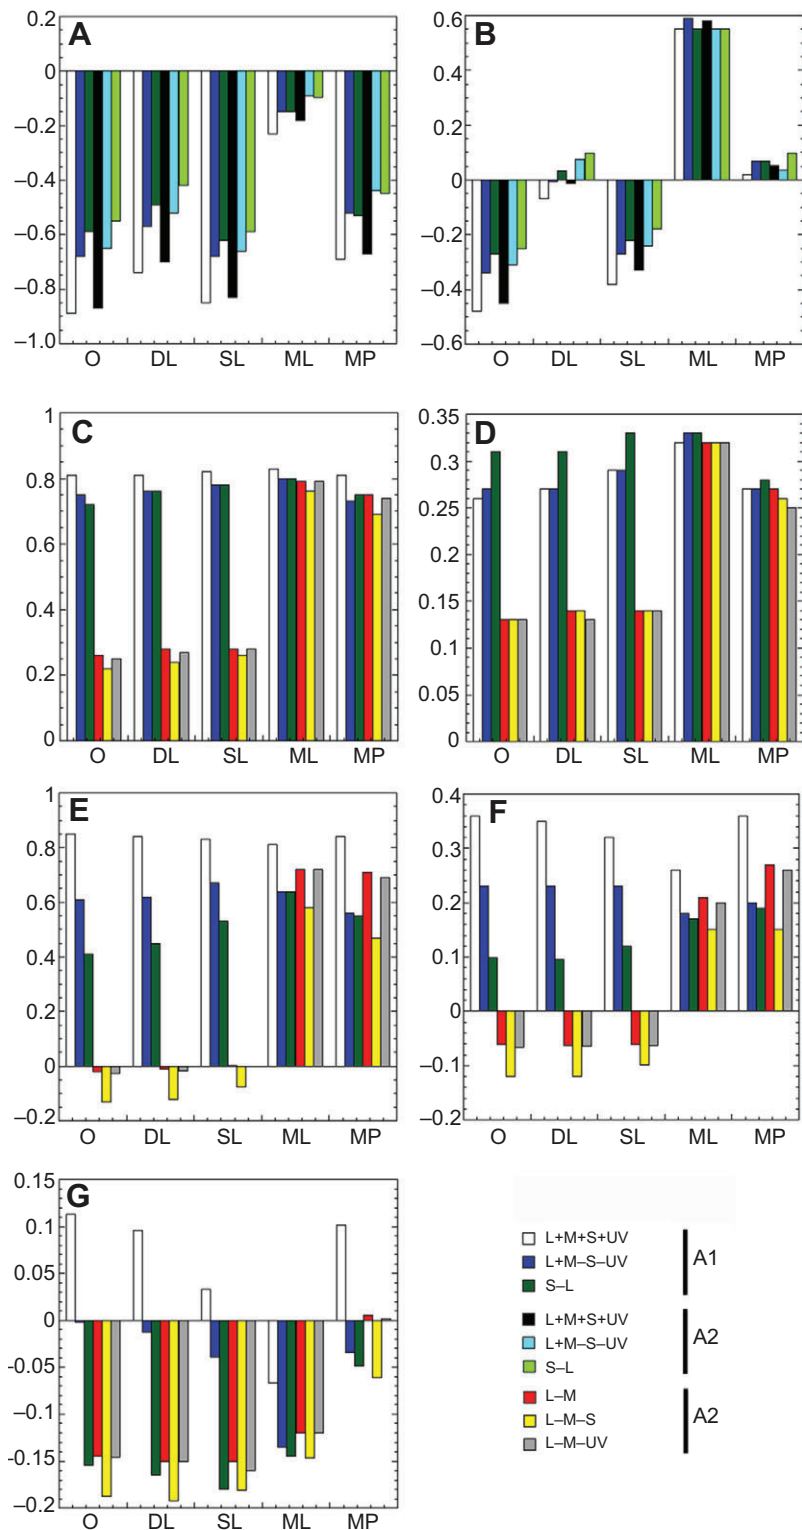 A
0.2
0
–0.2
–0.4
–0.6
–0.8
–1.0
O DL SL ML MP
B
0.6
0.4
0.2
0
–0.2
–0.4
–0.6
O DL SL ML MP
C
1
0.8
0.6
0.4
0.2
0
O DL SL ML MP
D
0.35
0.3
0.25
0.2
0.15
0.1
0.05
0
O DL SL ML MP
E
1
0.8
0.6
0.4
0.2
0
–0.2
O DL SL ML MP
F
0.4
0.3
0.2
0.1
0
–0.1
–0.2
O DL SL ML MP
G
0.15
0.1
0.05
0
-0.05
–0.1
–0.15
–0.2
O DL SL ML MP
L+M+S+UV
L+M–S–UV
S–L
A1
L+M+S+UV
L+M–S–UV
S–L
A2
L–M
L–M–S
L–M–UV
A2